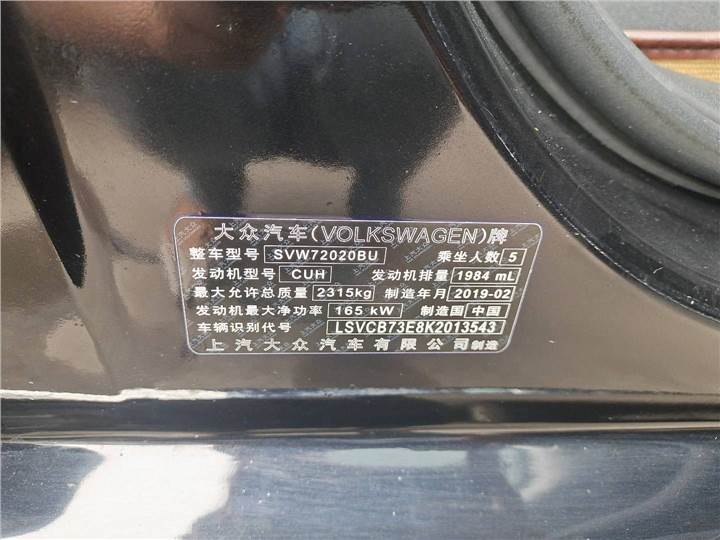 大众汽车(VOLKSWAGEN)牌
整车型号 SVW72020BU 乘坐人数 5
发动机型号 CUH 发动机排量 1984 mL
最大允许总质量 2315kg 制造年月 2019-02
发动机最大净功率 165 kW 制造国 中国
车辆识别代号 LSVCB73E8K2013543
上汽大众汽车有限公司制造